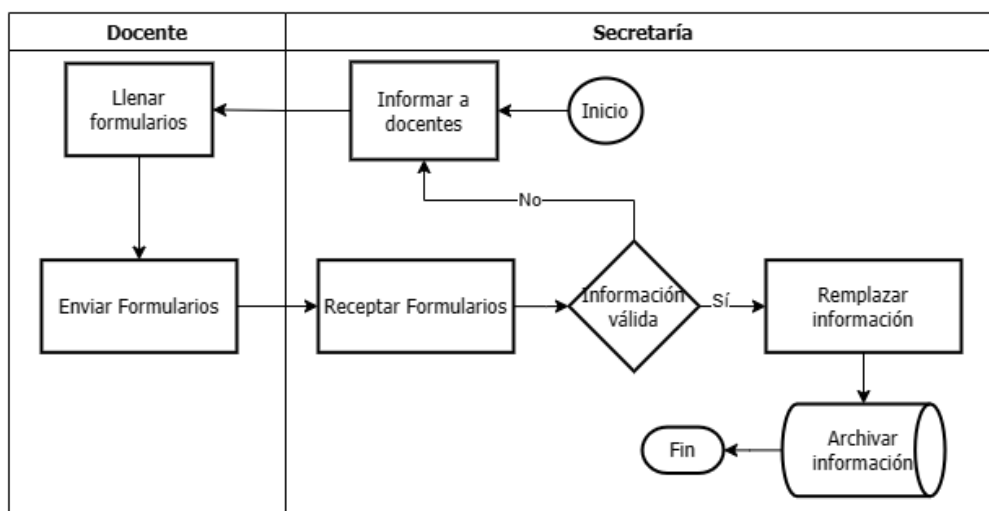 Docente
Secretaría
Llenar
formularios
Informar a
docentes
Inicio
No
Enviar Formularios
Receptar Formularios
Información
válida
Sí
Remplazar
información
Fin
Archivar
información